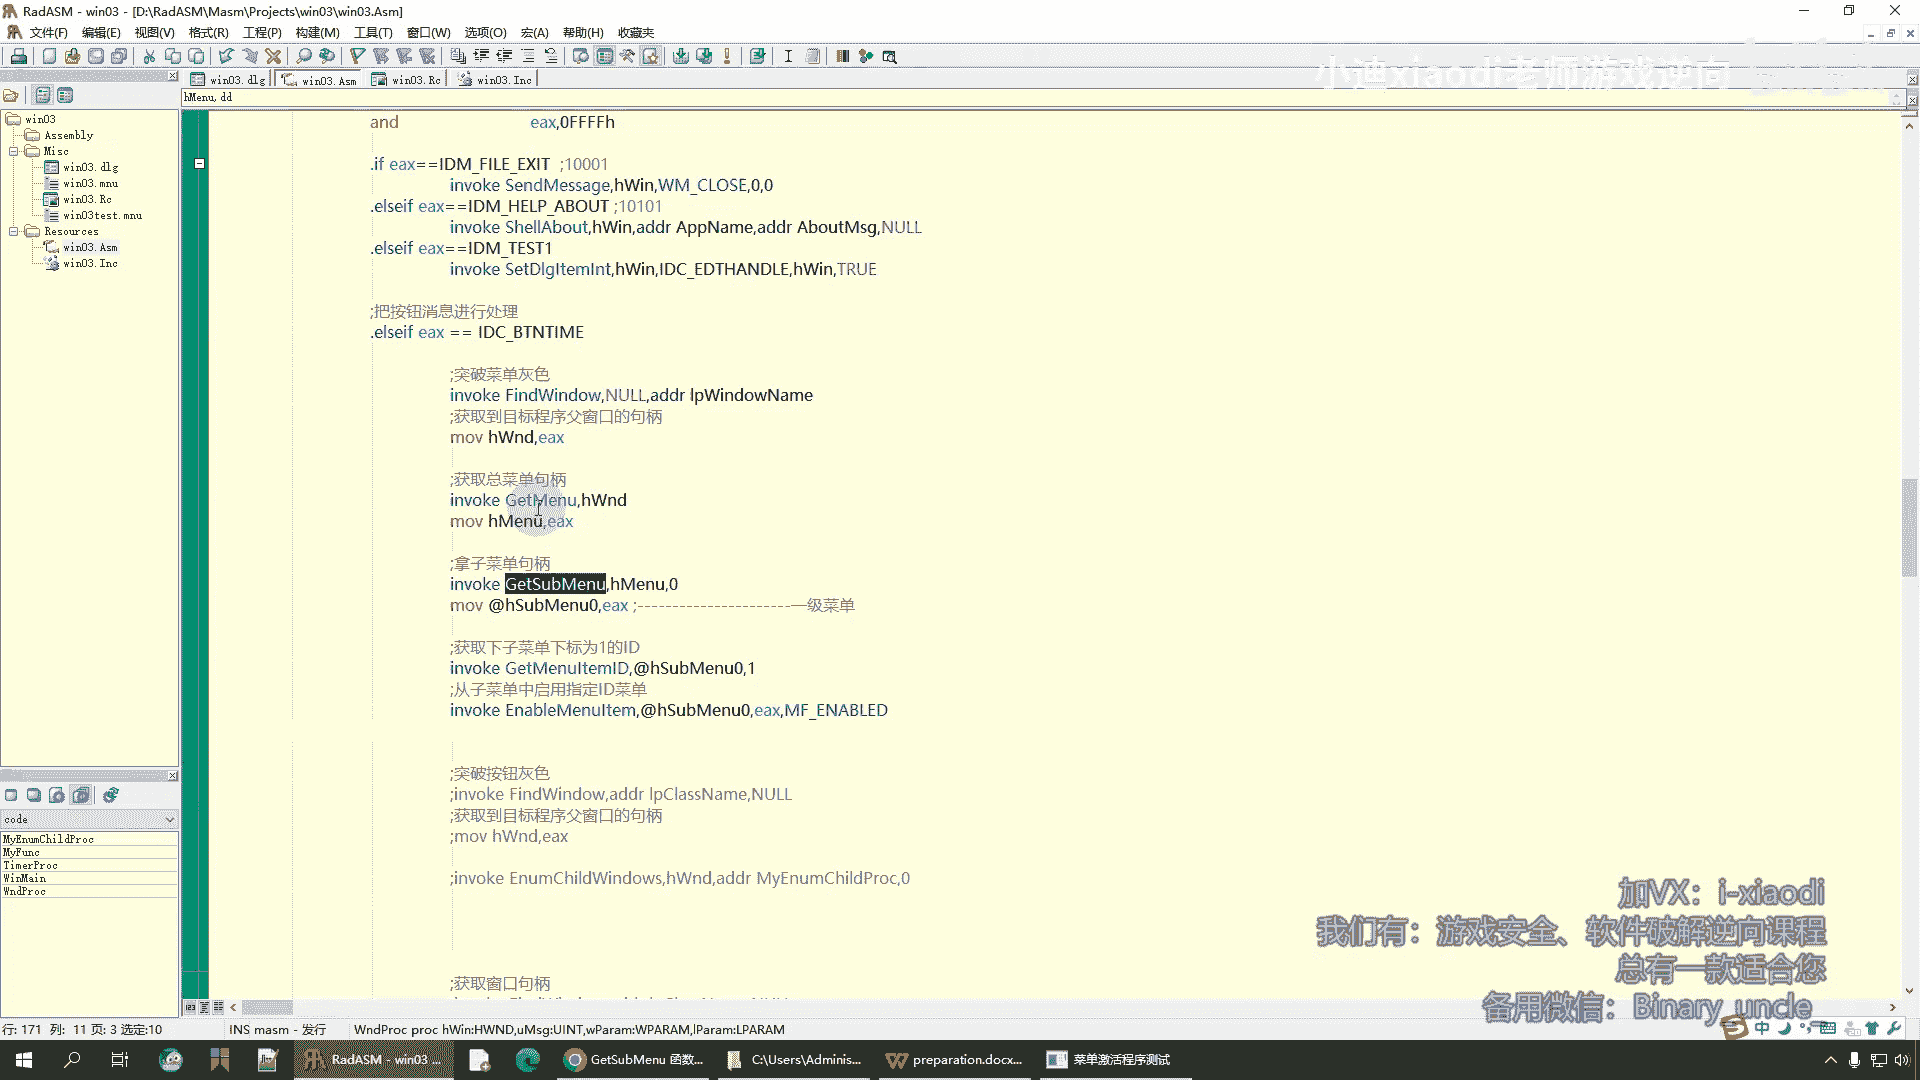 RadASM - win03 - [D:\RadASM\Masm\Projects\win03\win03.Asm]
文件(F) 编辑(E) 视图(V) 格式(R) 工程(P) 构建(M) 工具(T) 窗口(W) 选项(O) 宏(A) 帮助(H) 收藏夹
小迪xiaodi老师游戏逆向
win03.dlg win03.Asm win03.Rc win03.Inc
hMenu,dd
win03
Assembly
Misc
win03.dlg
win03.mnu
win03.Rc
win03test.mnu
Resources
win03.Asm
win03.Inc
code
MyEnumChildProc
MyFunc
TimerProc
WinMain
WndProc
and eax,0FFFFh
.if eax==IDM_FILE_EXIT ;10001
invoke SendMessage,hWin,WM_CLOSE,0,0
.elseif eax==IDM_HELP_ABOUT ;10101
invoke ShellAbout,hWin,addr AppName,addr AboutMsg,NULL
.elseif eax==IDM_TEST1
invoke SetDlgItemInt,hWin,IDC_EDTHANDLE,hWin,TRUE
;把按钮消息进行处理
.elseif eax == IDC_BTNTIME
;突破菜单灰色
invoke FindWindow,NULL,addr lpWindowName
;获取到目标程序父窗口的句柄
mov hWnd,eax
;获取总菜单句柄
invoke GetMenu,hWnd
mov hMenu,eax
;拿子菜单句柄
invoke GetSubMenu,hMenu,0
mov @hSubMenu0,eax ;----------------------一级菜单
;获取下子菜单下标为1的ID
invoke GetMenuItemID,@hSubMenu0,1
;从子菜单中启用指定ID菜单
invoke EnableMenuItem,@hSubMenu0,eax,MF_ENABLED
;突破按钮灰色
;invoke FindWindow,addr lpClassName,NULL
;获取到目标程序父窗口的句柄
;mov hWnd,eax
;invoke EnumChildWindows,hWnd,addr MyEnumChildProc,0
;获取窗口句柄
加VX：i-xiaodi
我们有：游戏安全、软件破解逆向课程
总有一款适合您
备用微信：Binary_uncle
行: 171 列: 11 页: 3 选定:10 INS masm - 发行 WndProc proc hWin:HWND,uMsg:UINT,wParam:WPARAM,lParam:LPARAM
中
RadASM - win03 ... GetSubMenu 函数... C:\Users\Adminis... preparation.docx... 菜单激活程序测试